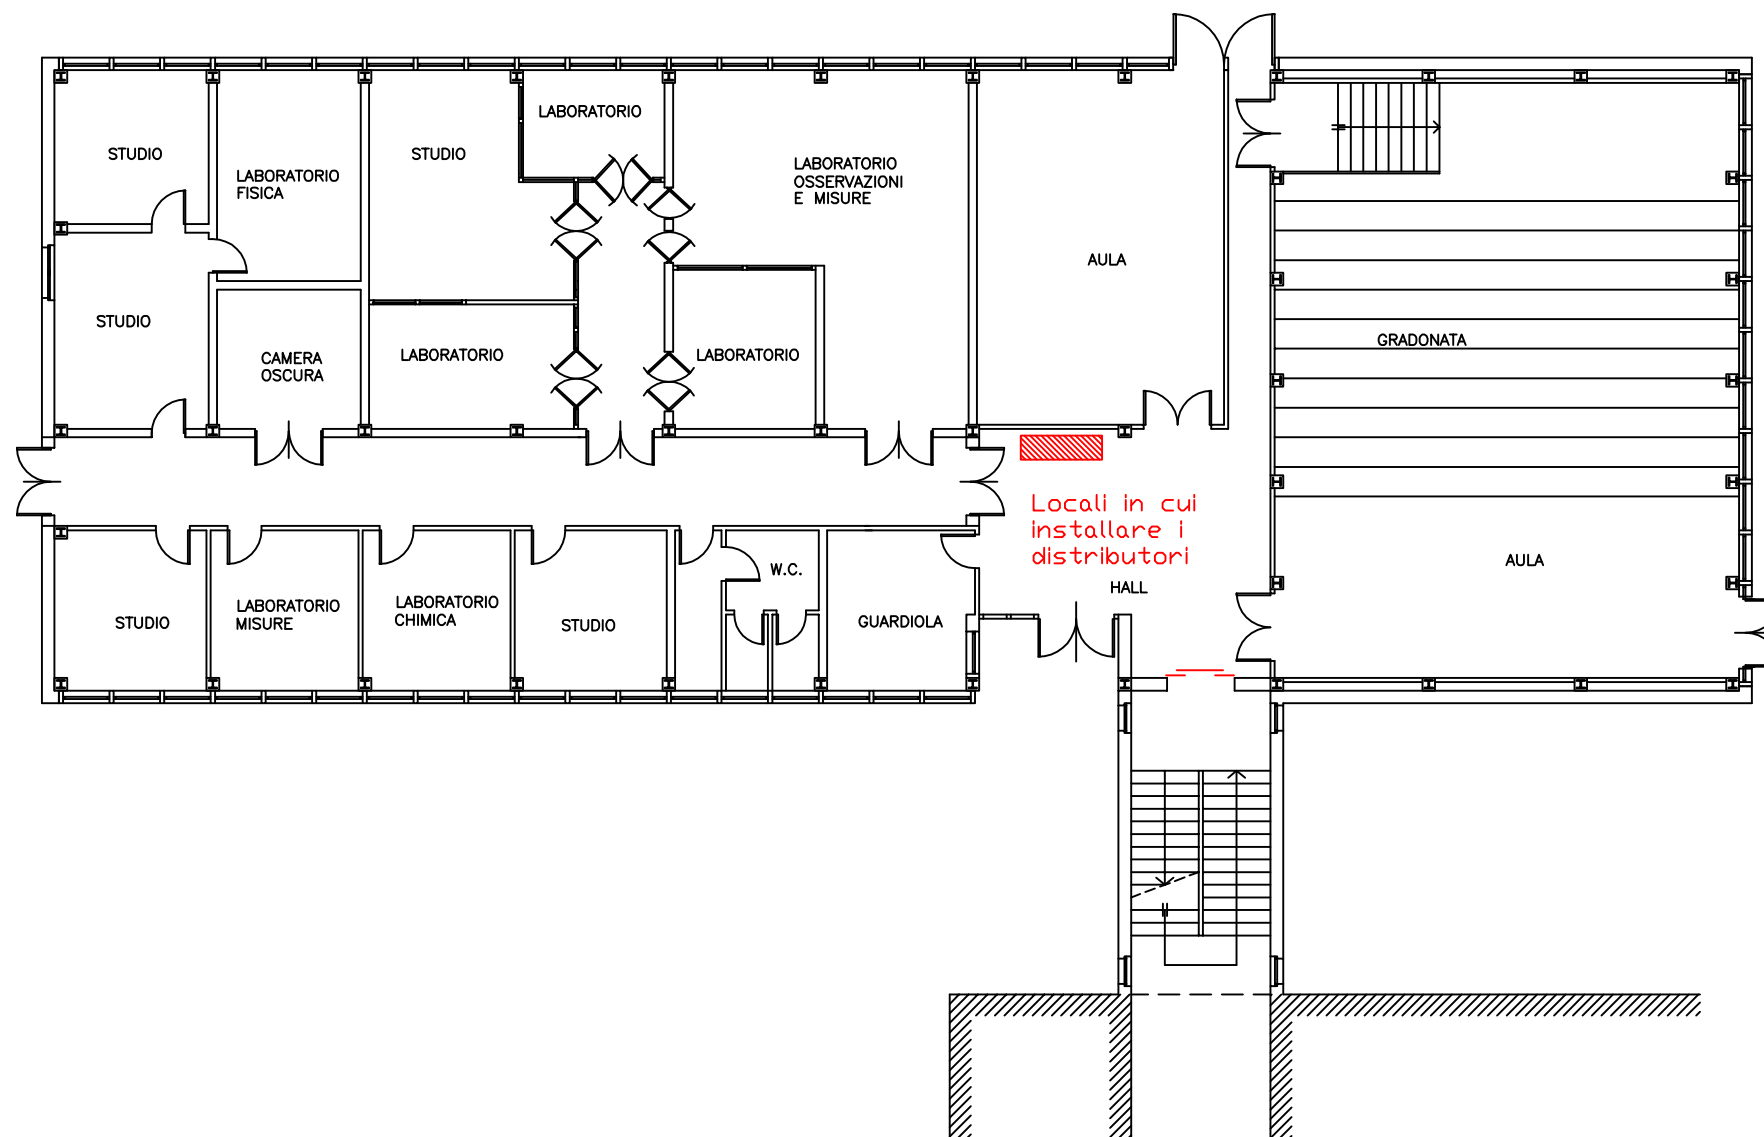 LABORATORIO
STUDIO
STUDIO
LABORATORIO
FISICA
LABORATORIO
OSSERVAZIONI
E MISURE
AULA
STUDIO
CAMERA
OSCURA
LABORATORIO
LABORATORIO
GRADONATA
Locali in cui
installare i
distributori
HALL
AULA
W.C.
STUDIO
LABORATORIO
MISURE
LABORATORIO
CHIMICA
STUDIO
GUARDIOLA